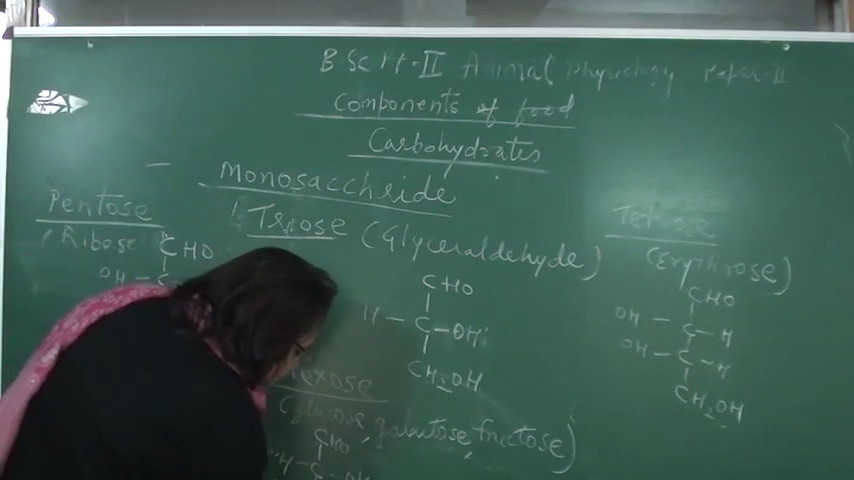 B Sc Pt-II Animal Physiology Paper-II
Components of food
Carbohydrates
Monosacchride
Pentose
Ribose
CHO
OH - C
1. Triose (Glyceraldehyde)
CHO
H - C - OH
CH2OH
Tetrose
(Erythrose)
CHO
OH - C - H
OH - C - H
CH2OH
Hexose
(Glucose, galactose, fructose)
CHO
H - C - OH